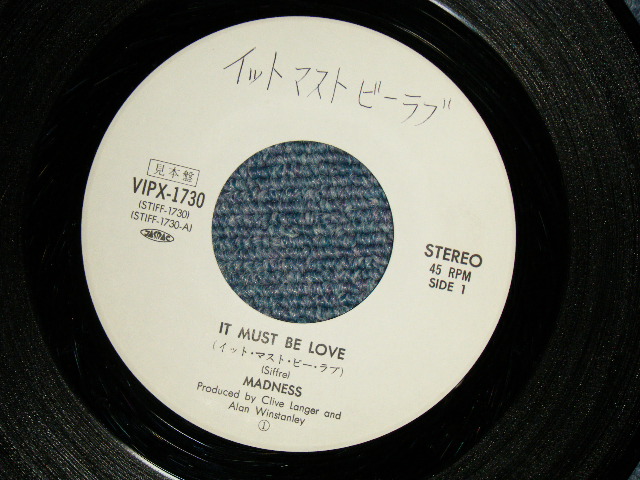 イット マスト ビー ラブ
見本盤
VIPX-1730
(STIFF-1730)
(STIFF-1730-A)
JASRAC
STEREO
45 RPM
SIDE 1
IT MUST BE LOVE
(イット・マスト・ビー・ラブ)
(Siffre)
MADNESS
Produced by Clive Langer and
Alan Winstanley
①